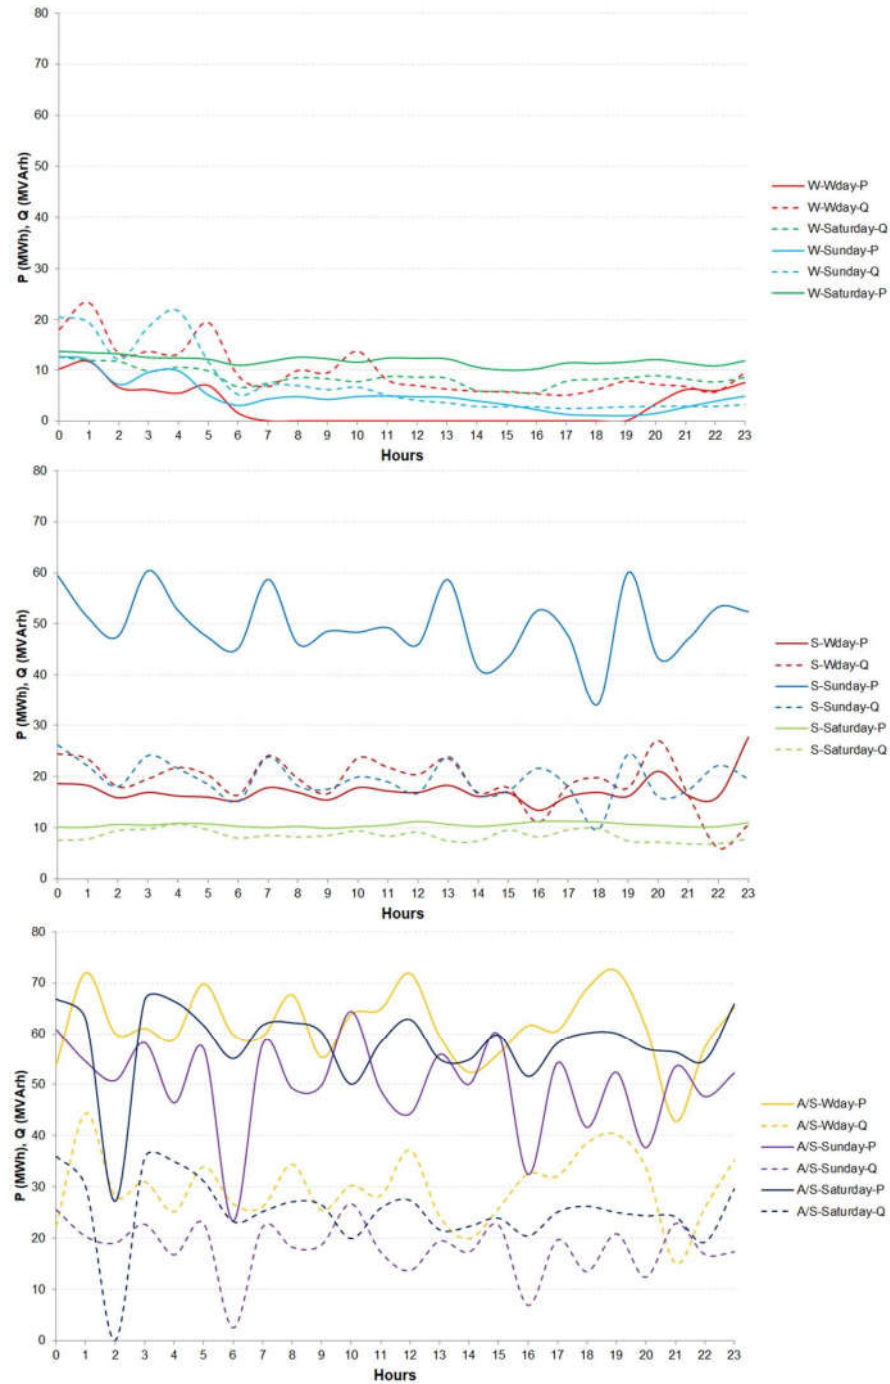 80
70
60
50
40
30
20
10
0
P (MWh), Q (MVArh)
0 1 2 3 4 5 6 7 8 9 10 11 12 13 14 15 16 17 18 19 20 21 22 23
Hours
W-Wday-P
W-Wday-Q
W-Saturday-Q
W-Sunday-P
W-Sunday-Q
W-Saturday-P
80
70
60
50
40
30
20
10
0
P (MWh), Q (MVArh)
0 1 2 3 4 5 6 7 8 9 10 11 12 13 14 15 16 17 18 19 20 21 22 23
Hours
S-Wday-P
S-Wday-Q
S-Sunday-P
S-Sunday-Q
S-Saturday-P
S-Saturday-Q
80
70
60
50
40
30
20
10
0
P (MWh), Q (MVArh)
0 1 2 3 4 5 6 7 8 9 10 11 12 13 14 15 16 17 18 19 20 21 22 23
Hours
A/S-Wday-P
A/S-Wday-Q
A/S-Sunday-P
A/S-Sunday-Q
A/S-Saturday-P
A/S-Saturday-Q